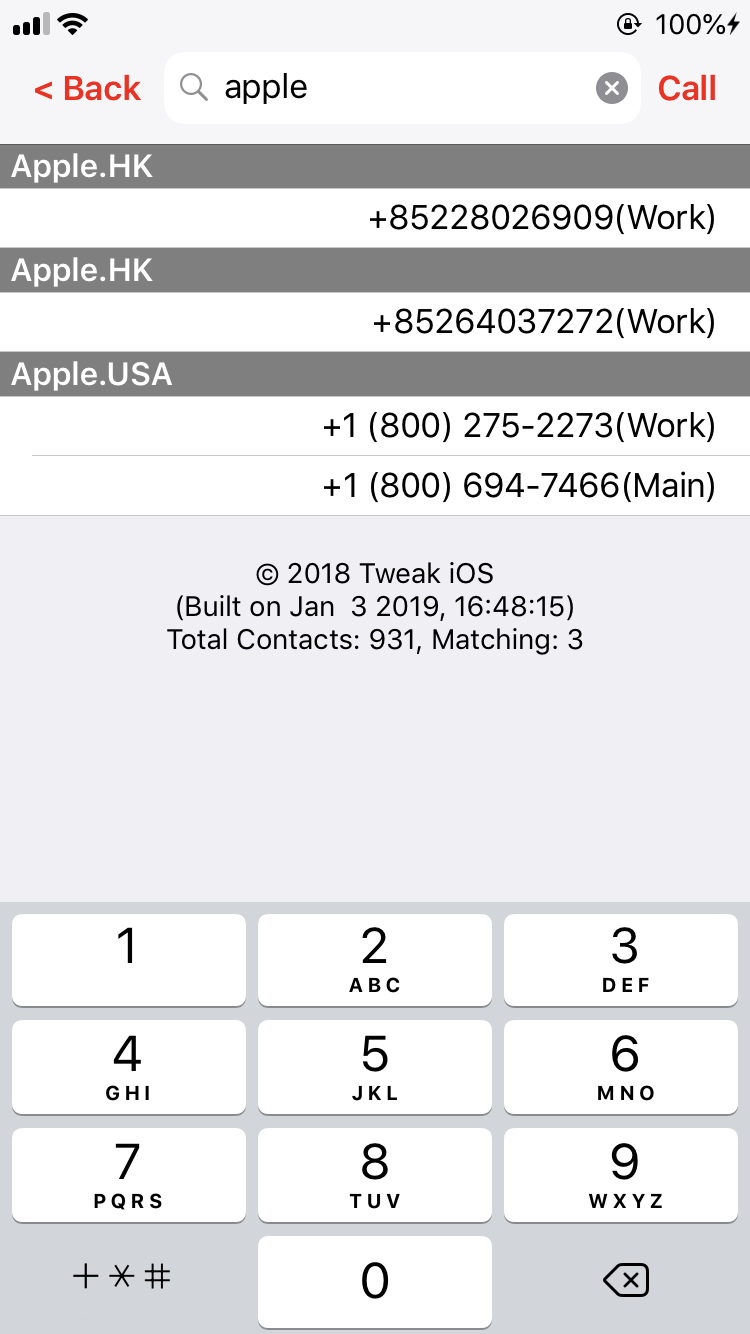 100%
< Back
apple
Call
Apple.HK
+85228026909(Work)
Apple.HK
+85264037272(Work)
Apple.USA
+1 (800) 275-2273(Work)
+1 (800) 694-7466(Main)
© 2018 Tweak iOS
(Built on Jan  3 2019, 16:48:15)
Total Contacts: 931, Matching: 3
1 2 3
ABC DEF
4 5 6
GHI JKL MNO
7 8 9
PQRS TUV WXYZ
+*# 0